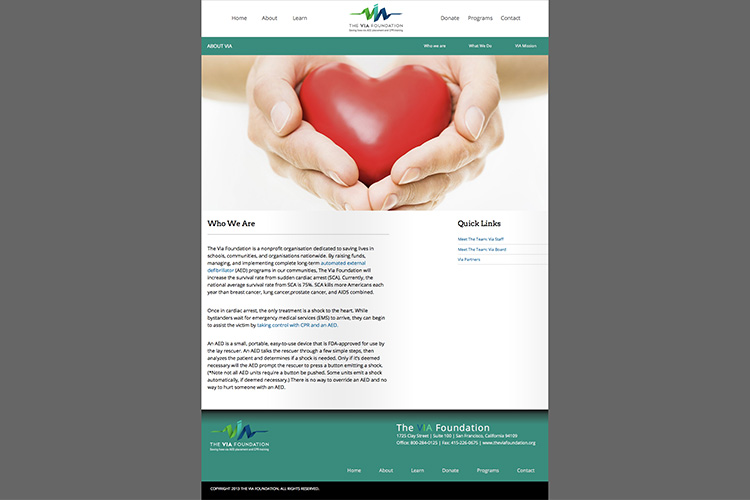 Home About Learn
THE VIA FOUNDATION
Saving lives via AED placement and CPR training
Donate Programs Contact
ABOUT VIA
Who we are What We Do VIA Mission
Who We Are
The Via Foundation is a nonprofit organisation dedicated to saving lives in
schools, communities, and organisations nationwide. By raising funds,
managing, and implementing complete long-term automated external
defibrillator (AED) programs in our communities, The Via Foundation will
increase the survival rate from sudden cardiac arrest (SCA). Currently, the
national average survival rate from SCA is 75%. SCA kills more Americans each
year than breast cancer, lung cancer,prostate cancer, and AIDS combined.
Once in cardiac arrest, the only treatment is a shock to the heart. While
bystanders wait for emergency medical services (EMS) to arrive, they can begin
to assist the victim by taking control with CPR and an AED.
An AED is a small, portable, easy-to-use device that is FDA-approved for use by
the lay rescuer. An AED talks the rescuer through a few simple steps, then
analyzes the patient and determines if a shock is needed. Only if it's deemed
necessary will the AED prompt the rescuer to press a button emitting a shock.
(*Note not all AED units require a button be pushed. Some units emit a shock
automatically, if deemed necessary.) There is no way to override an AED and no
way to hurt someone with an AED.
Quick Links
Meet The Team: Via Staff
Meet The Team: Via Board
Via Partners
THE VIA FOUNDATION
Saving lives via AED placement and CPR training
The VIA Foundation
1725 Clay Street | Suite 100 | San Francisco, California 94109
Office: 800-284-0125 | Fax: 415-226-0675 | www.theviafoundation.org
Home About Learn Donate Programs Contact
COPYRIGHT 2013 THE VIA FOUNDATION. ALL RIGHTS RESERVED.